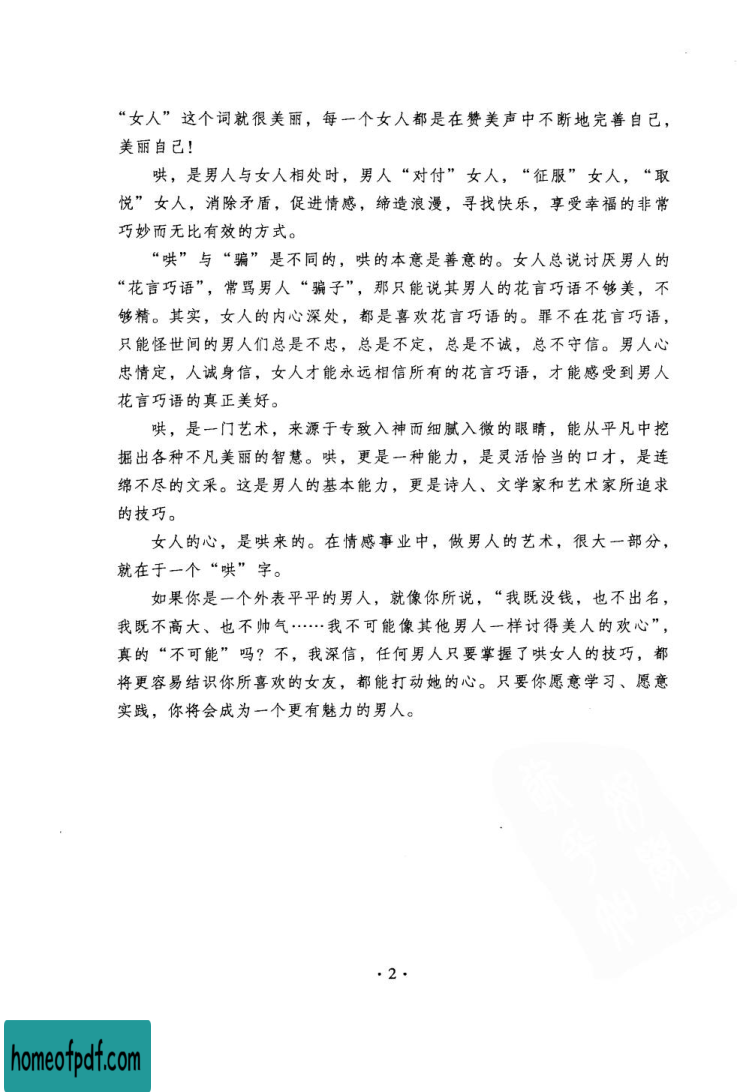 “女人”这个词就很美丽，每一个女人都是在赞美声中不断地完善自己，
美丽自己！
哄，是男人与女人相处时，男人“对付”女人，“征服”女人，“取
悦”女人，消除矛盾，促进情感，缔造浪漫，寻找快乐，享受幸福的非常
巧妙而无比有效的方式。
“哄”与“骗”是不同的，哄的本意是善意的。女人总说讨厌男人的
“花言巧语”，常骂男人“骗子”，那只能说其男人的花言巧语不够美，不
够精。其实，女人的内心深处，都是喜欢花言巧语的。罪不在花言巧语，
只能怪世间的男人们总是不忠，总是不定，总是不诚，总不守信。男人心
忠情定，人诚身信，女人才能永远相信所有的花言巧语，才能感受到男人
花言巧语的真正美好。
哄，是一门艺术，来源于专致入神而细腻入微的眼睛，能从平凡中挖
掘出各种不凡美丽的智慧。哄，更是一种能力，是灵活恰当的口才，是连
绵不尽的文采。这是男人的基本能力，更是诗人、文学家和艺术家所追求
的技巧。
女人的心，是哄来的。在情感事业中，做男人的艺术，很大一部分，
就在于一个“哄”字。
如果你是一个外表平平的男人，就像你所说，“我既没钱，也不出名，
我既不高大、也不帅气……我不可能像其他男人一样讨得美人的欢心”，
真的“不可能”吗？不，我深信，任何男人只要掌握了哄女人的技巧，都
将更容易结识你所喜欢的女友，都能打动她的心。只要你愿意学习、愿意
实践，你将会成为一个更有魅力的男人。
·2·
homeofpdf.com